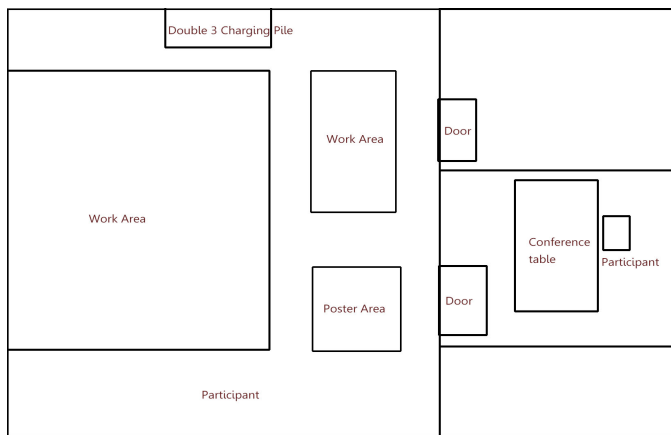 Double 3 Charging Pile
Door
Work Area
Work Area
Conference
table
Participant
Door
Poster Area
Participant